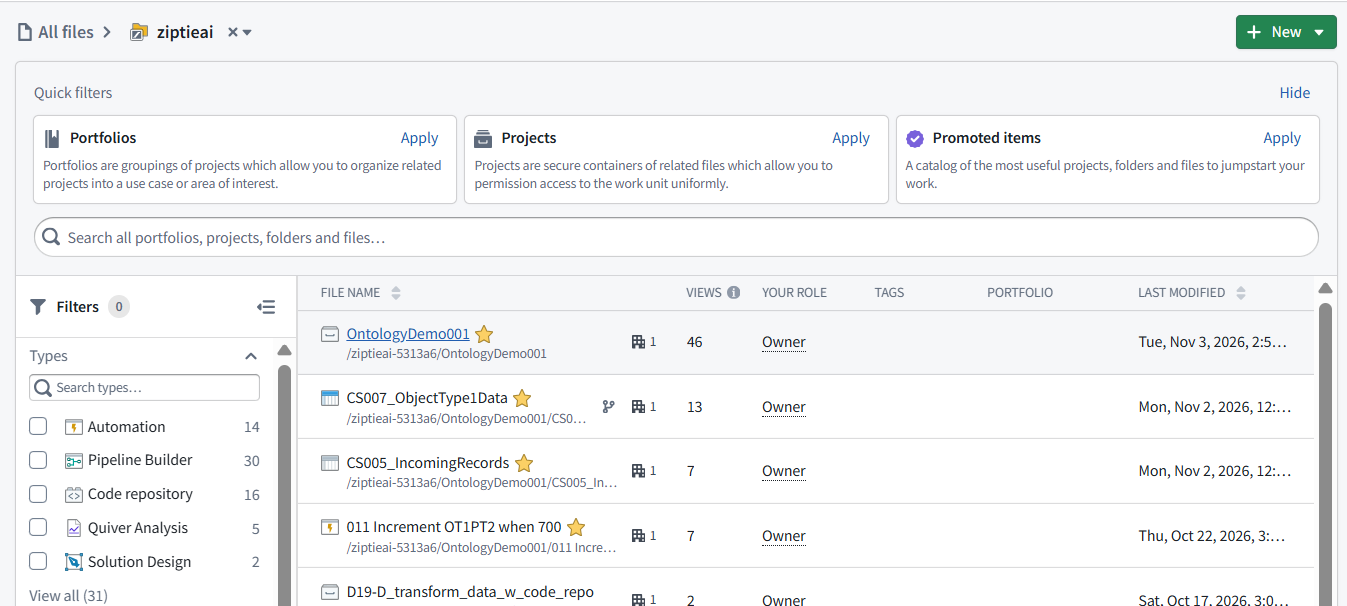 All files > ziptieai
New
Quick filters
Hide
Portfolios
Apply
Portfolios are groupings of projects which allow you to organize related
projects into a use case or area of interest.
Projects
Apply
Projects are secure containers of related files which allow you to
permission access to the work unit uniformly.
Promoted items
Apply
A catalog of the most useful projects, folders and files to jumpstart your
work.
Search all portfolios, projects, folders and files…
Filters 0
Types
Search types…
Automation 14
Pipeline Builder 30
Code repository 16
Quiver Analysis 5
Solution Design 2
View all (31)
FILE NAME VIEWS YOUR ROLE TAGS PORTFOLIO LAST MODIFIED
OntologyDemo001
/ziptieai-5313a6/OntologyDemo001
1 46 Owner Tue, Nov 3, 2026, 2:5…
CS007_ObjectType1Data
/ziptieai-5313a6/OntologyDemo001/CS0…
1 13 Owner Mon, Nov 2, 2026, 12:…
CS005_IncomingRecords
/ziptieai-5313a6/OntologyDemo001/CS005_In…
1 7 Owner Mon, Nov 2, 2026, 12:…
011 Increment OT1PT2 when 700
/ziptieai-5313a6/OntologyDemo001/011 Incre…
1 7 Owner Thu, Oct 22, 2026, 3:…
D19-D_transform_data_w_code_repo
1 2 Owner Sat, Oct 17, 2026, 3:0…